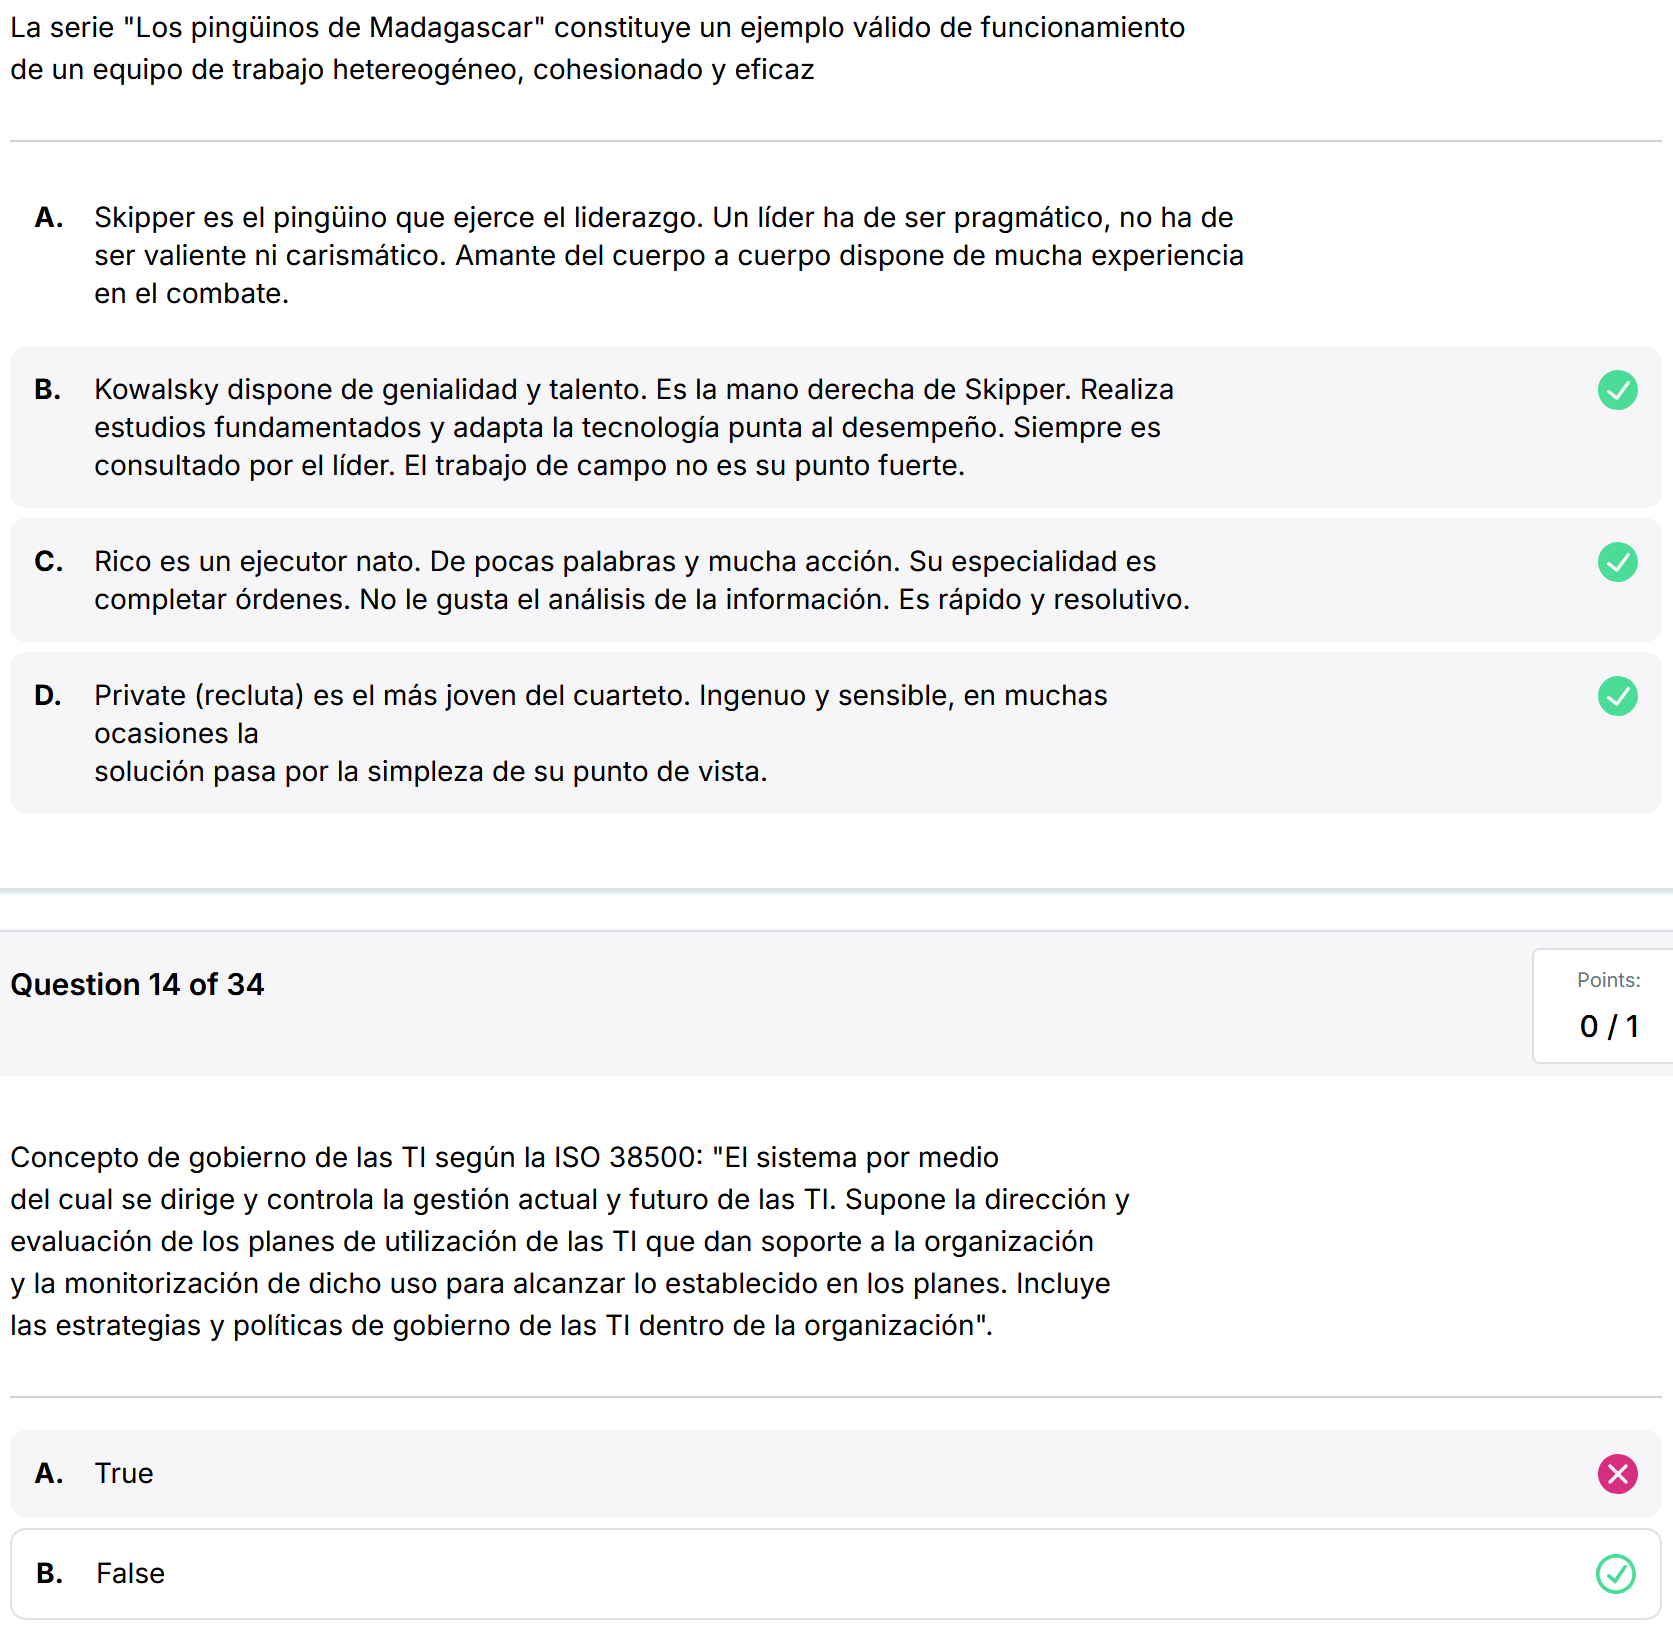 La serie "Los pingüinos de Madagascar" constituye un ejemplo válido de funcionamiento
de un equipo de trabajo hetereogéneo, cohesionado y eficaz
A. Skipper es el pingüino que ejerce el liderazgo. Un líder ha de ser pragmático, no ha de
ser valiente ni carismático. Amante del cuerpo a cuerpo dispone de mucha experiencia
en el combate.
B. Kowalsky dispone de genialidad y talento. Es la mano derecha de Skipper. Realiza
estudios fundamentados y adapta la tecnología punta al desempeño. Siempre es
consultado por el líder. El trabajo de campo no es su punto fuerte.
C. Rico es un ejecutor nato. De pocas palabras y mucha acción. Su especialidad es
completar órdenes. No le gusta el análisis de la información. Es rápido y resolutivo.
D. Private (recluta) es el más joven del cuarteto. Ingenuo y sensible, en muchas
ocasiones la
solución pasa por la simpleza de su punto de vista.
Question 14 of 34
Points:
0 / 1
Concepto de gobierno de las TI según la ISO 38500: "El sistema por medio
del cual se dirige y controla la gestión actual y futuro de las TI. Supone la dirección y
evaluación de los planes de utilización de las TI que dan soporte a la organización
y la monitorización de dicho uso para alcanzar lo establecido en los planes. Incluye
las estrategias y políticas de gobierno de las TI dentro de la organización".
A. True
B. False